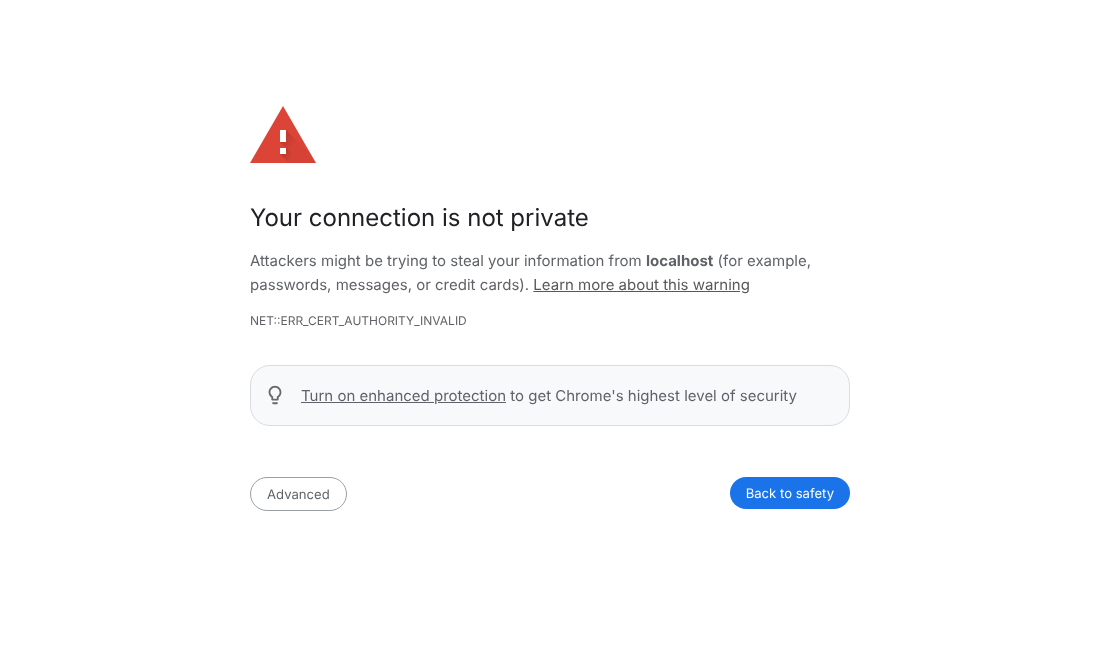 Your connection is not private
Attackers might be trying to steal your information from localhost (for example,
passwords, messages, or credit cards). Learn more about this warning
NET::ERR_CERT_AUTHORITY_INVALID
Turn on enhanced protection to get Chrome's highest level of security
Advanced
Back to safety